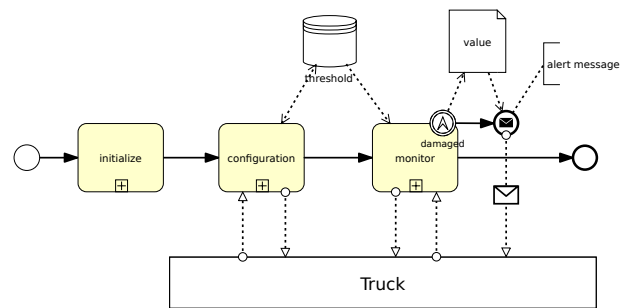 value
alert message
threshold
damaged
initialize
configuration
monitor
Truck